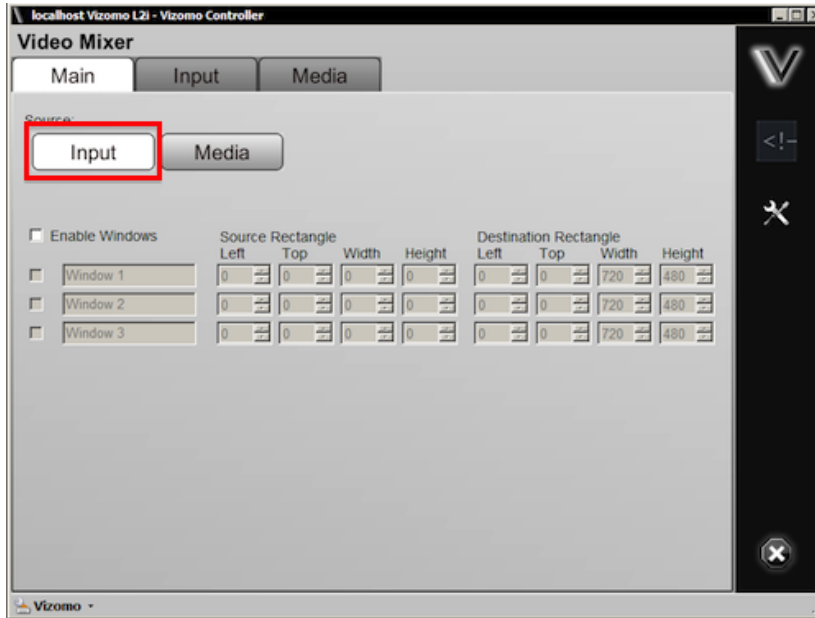 localhost Vizomo L2i - Vizomo Controller
Video Mixer
Main Input Media
Source:
Input Media
<!-
Enable Windows Source Rectangle Destination Rectangle
Left Top Width Height Left Top Width Height
Window 1 0 0 0 0 0 0 720 480
Window 2 0 0 0 0 0 0 720 480
Window 3 0 0 0 0 0 0 720 480
Vizomo